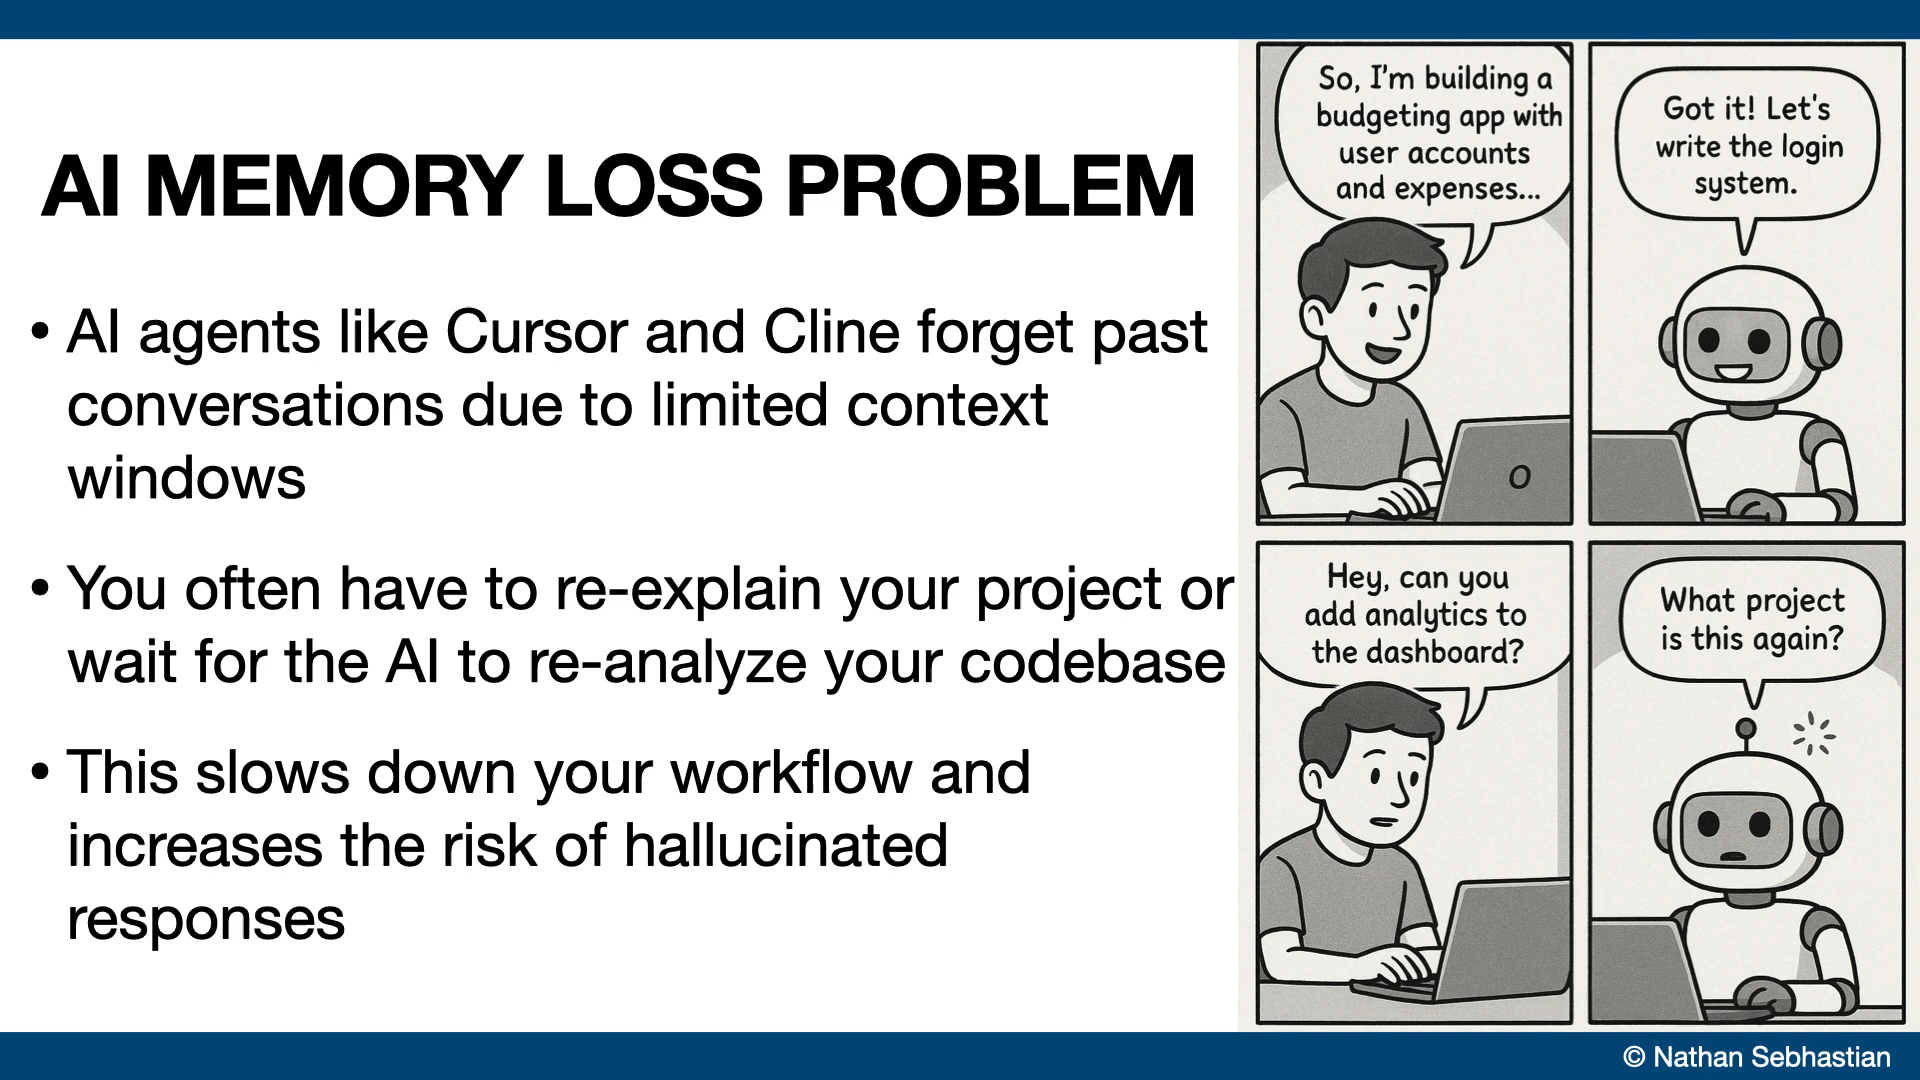 AI MEMORY LOSS PROBLEM
• AI agents like Cursor and Cline forget past
conversations due to limited context
windows
• You often have to re-explain your project or
wait for the AI to re-analyze your codebase
• This slows down your workflow and
increases the risk of hallucinated
responses
So, I'm building a
budgeting app with
user accounts
and expenses...
Got it! Let's
write the login
system.
Hey, can you
add analytics to
the dashboard?
What project
is this again?
© Nathan Sebhastian